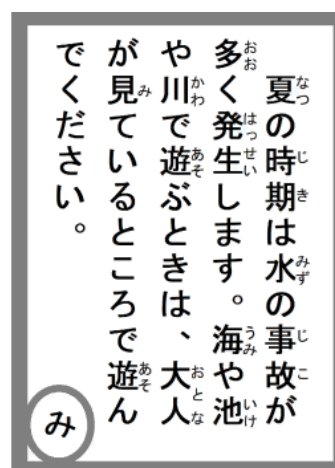 夏の時期は水の事故が
多く発生します。海や池
や川で遊ぶときは、大人
が見ているところで遊ん
でください。
み